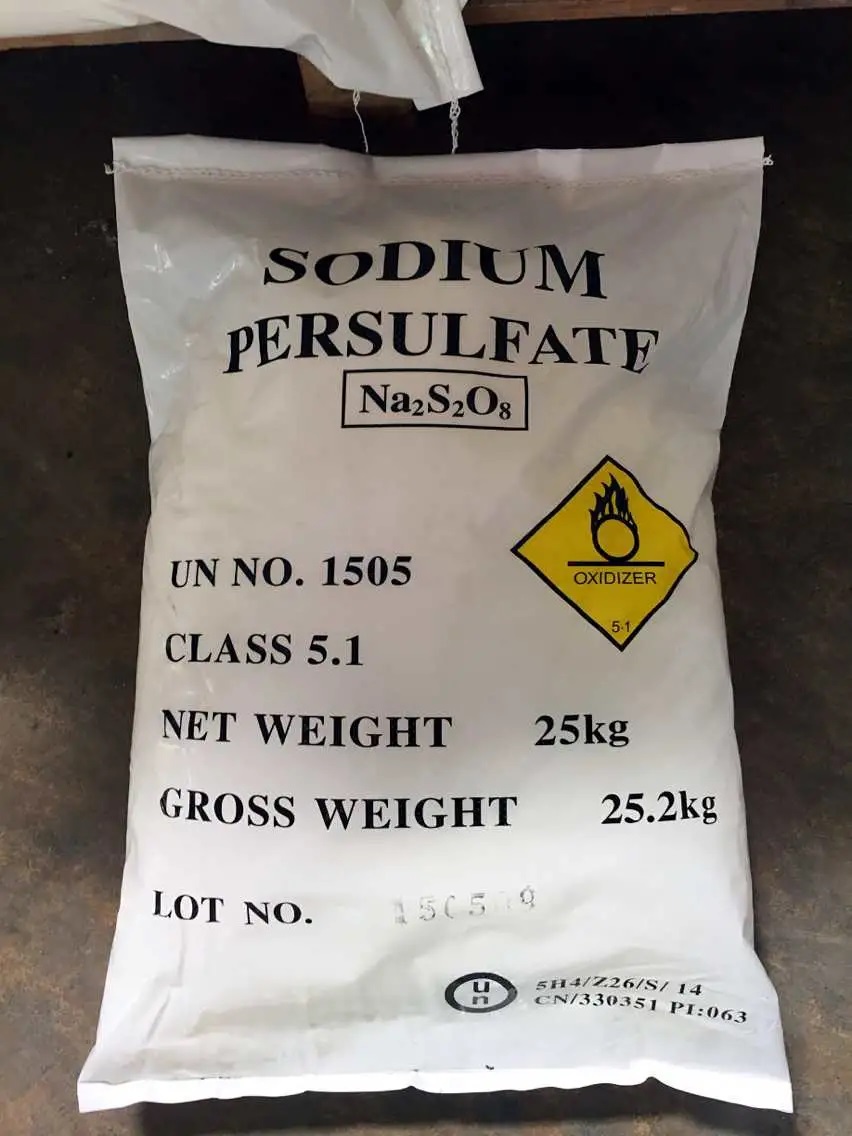 SODIUM
PERSULFATE
Na₂S₂O₈
OXIDIZER
5·1
UN NO. 1505
CLASS 5.1
NET WEIGHT 25kg
GROSS WEIGHT 25.2kg
LOT NO.
un
5H4/Z26/S/ 14
CN/330351 PI:063